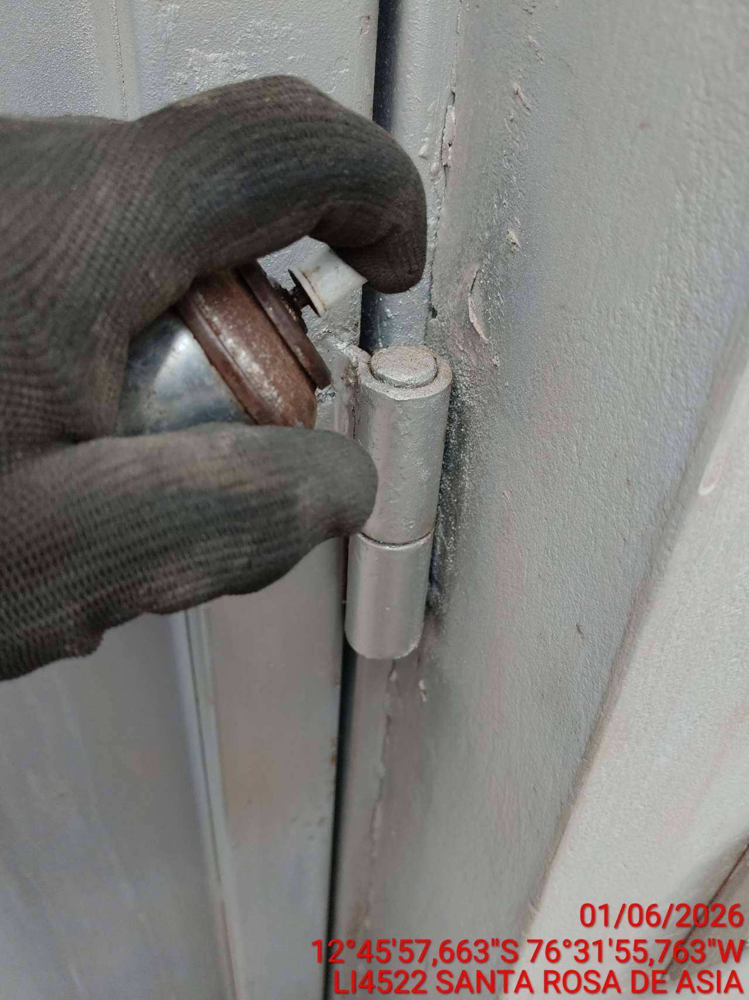 01/06/2026
12°45'57,663"S 76°31'55,763"W
LI4522 SANTA ROSA DE ASIA